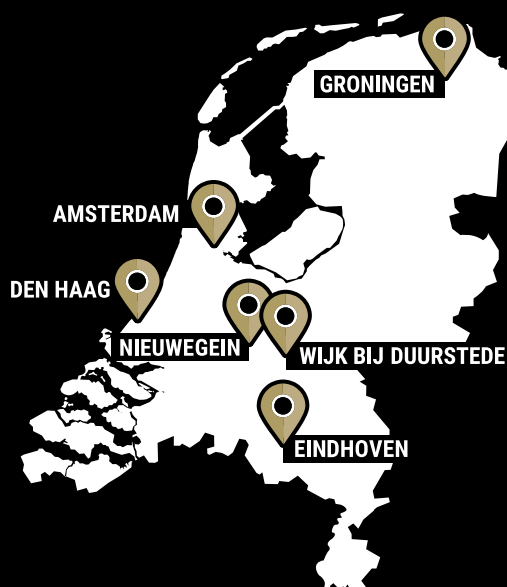 GRONINGEN
AMSTERDAM
DEN HAAG
NIEUWEGEIN
WIJK BIJ DUURSTEDE
EINDHOVEN